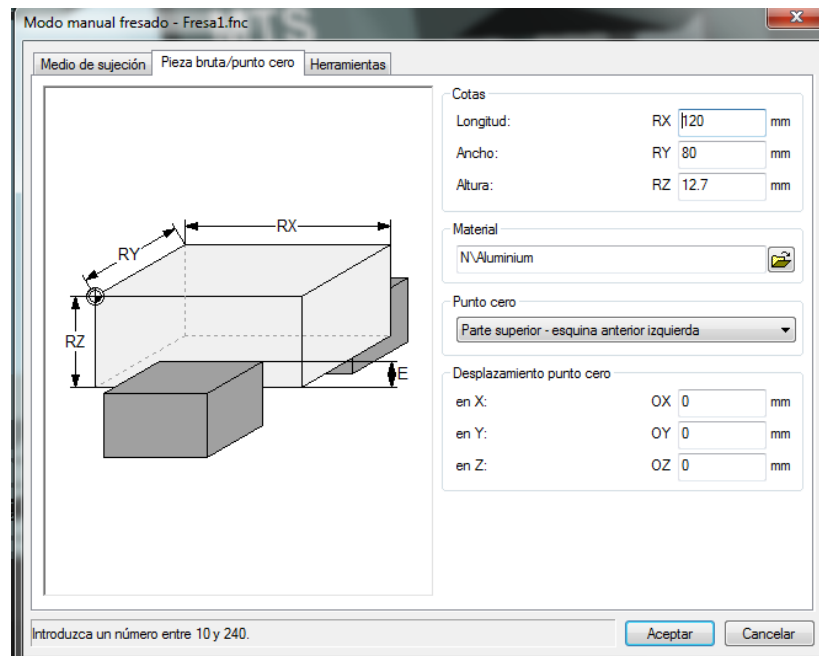 Modo manual fresado - Fresa1.fnc
Medio de sujeción Pieza bruta/punto cero Herramientas
Cotas
Longitud: RX 120 mm
Ancho: RY 80 mm
Altura: RZ 12.7 mm
Material
N\Aluminium
Punto cero
Parte superior - esquina anterior izquierda
Desplazamiento punto cero
en X: OX 0 mm
en Y: OY 0 mm
en Z: OZ 0 mm
RX
RY
RZ
E
Introduzca un número entre 10 y 240.
Aceptar Cancelar